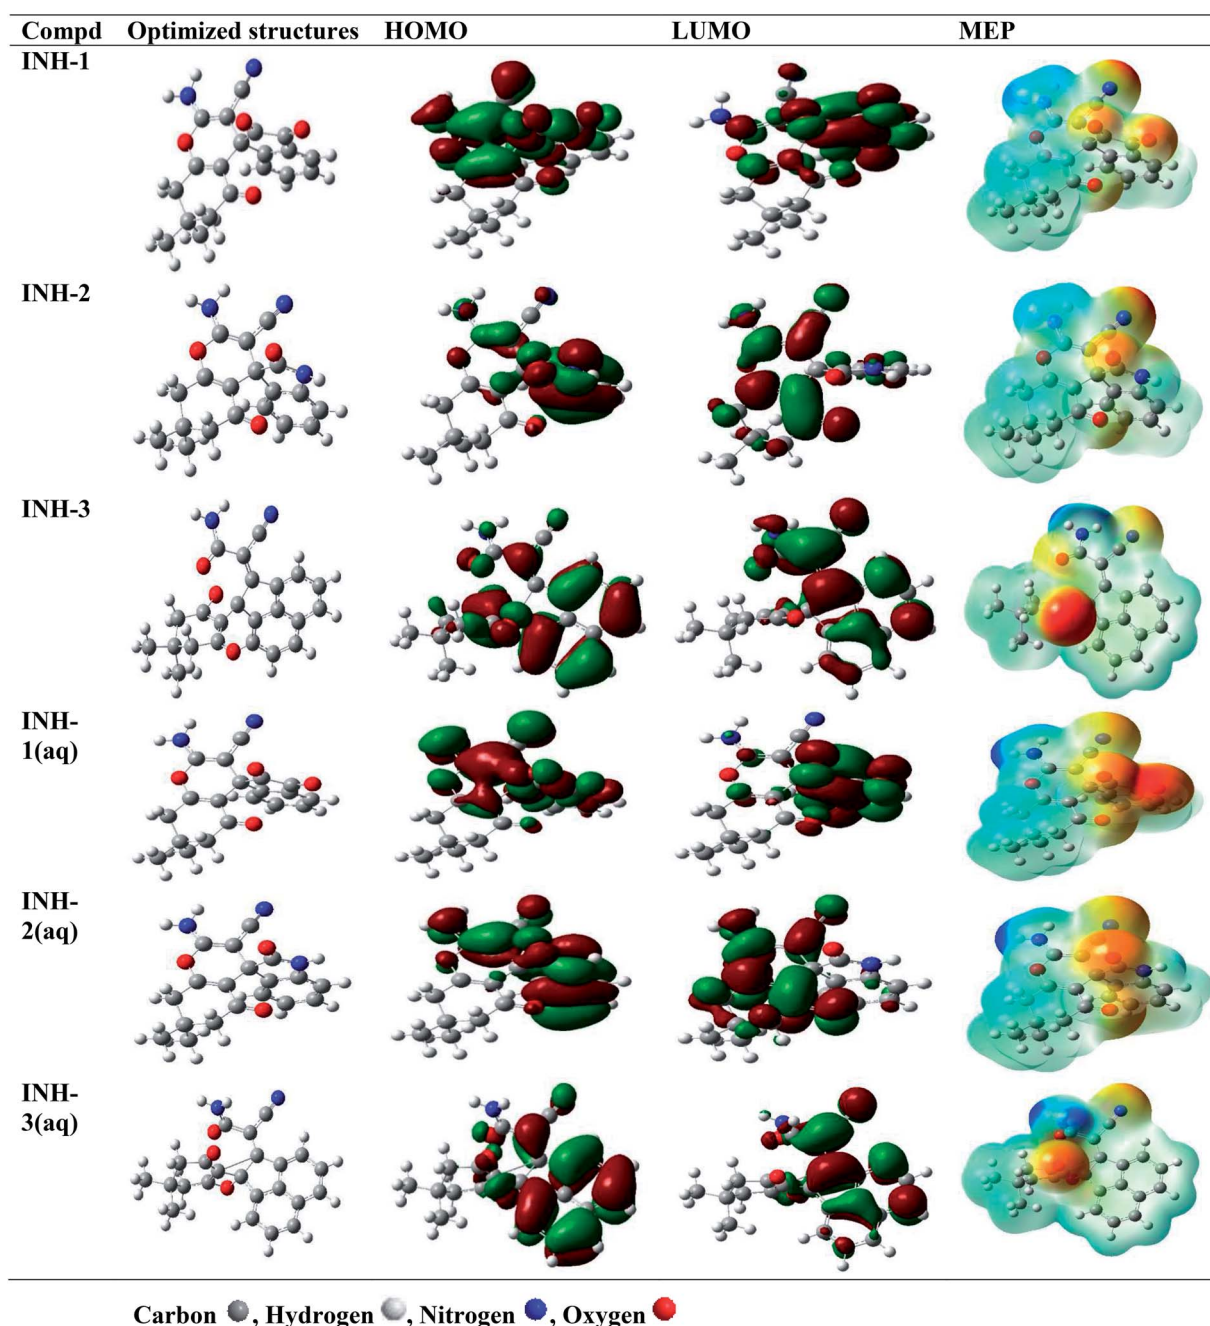 Compd Optimized structures HOMO LUMO MEP
INH-1
INH-2
INH-3
INH-
1(aq)
INH-
2(aq)
INH-
3(aq)
Carbon , Hydrogen , Nitrogen , Oxygen